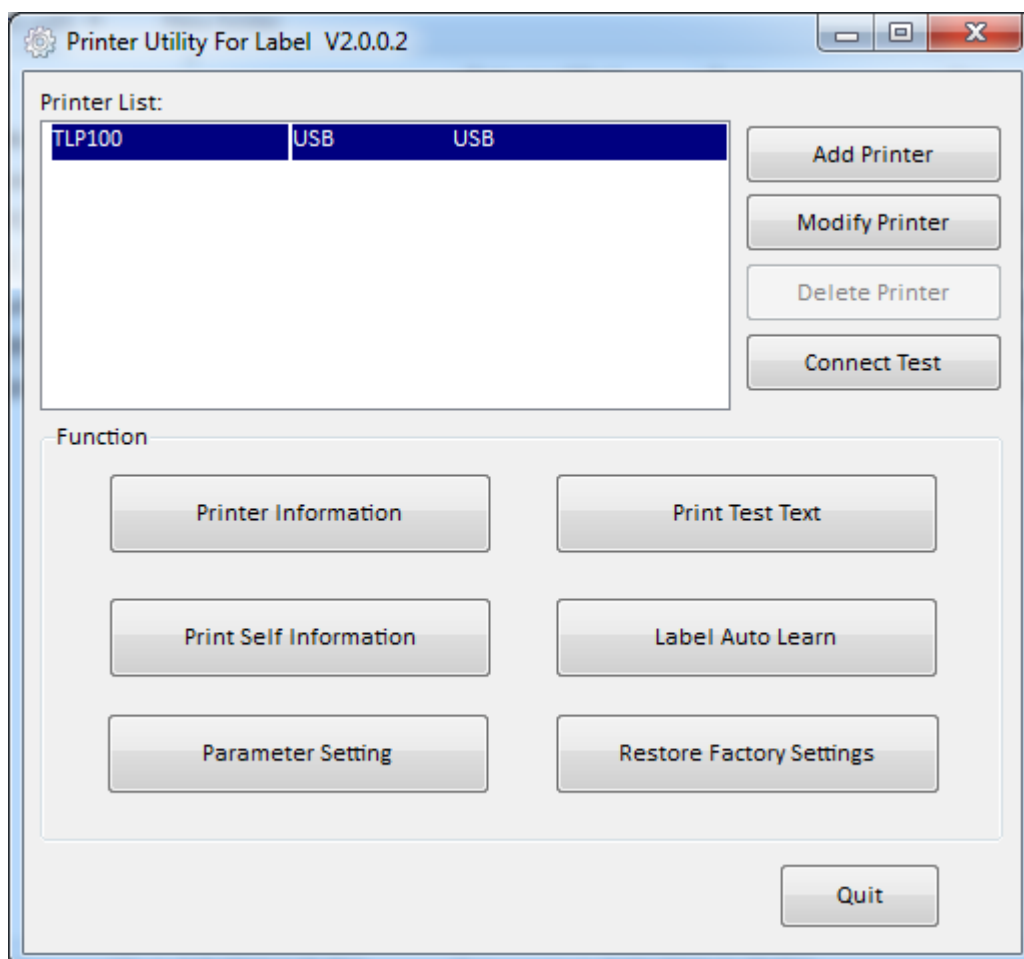 Printer Utility For Label V2.0.0.2
Printer List:
TLP100 USB USB
Add Printer
Modify Printer
Delete Printer
Connect Test
Function
Printer Information Print Test Text
Print Self Information Label Auto Learn
Parameter Setting Restore Factory Settings
Quit